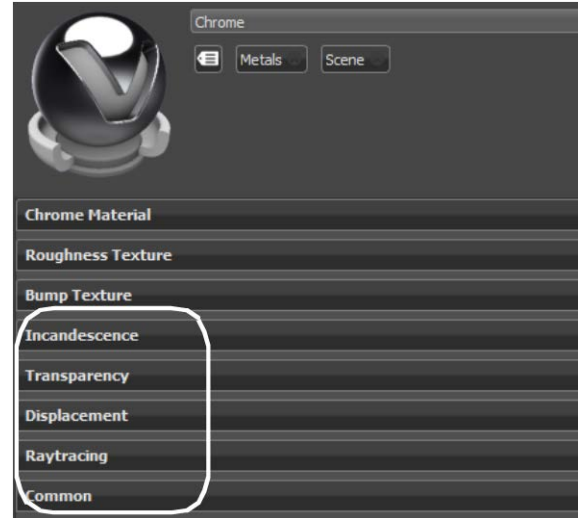 Chrome
Metals Scene
Chrome Material
Roughness Texture
Bump Texture
Incandescence
Transparency
Displacement
Raytracing
Common